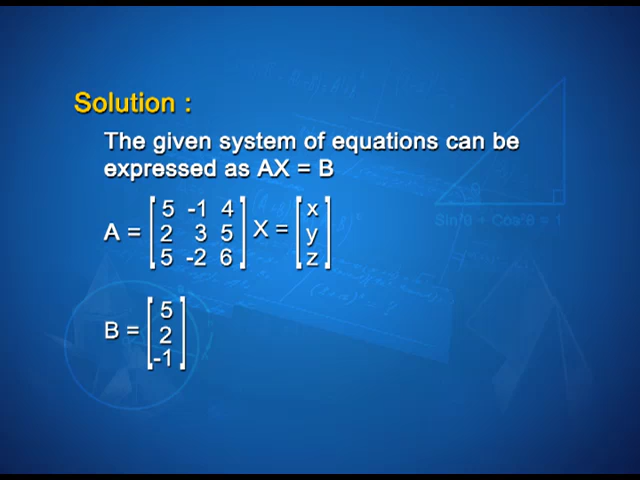 Solution :
The given system of equations can be
expressed as AX = B
A = [5 -1 4
2 3 5
5 -2 6] X = [x
y
z]
B = [5
2
-1]
Sin²θ + Cos²θ = 1